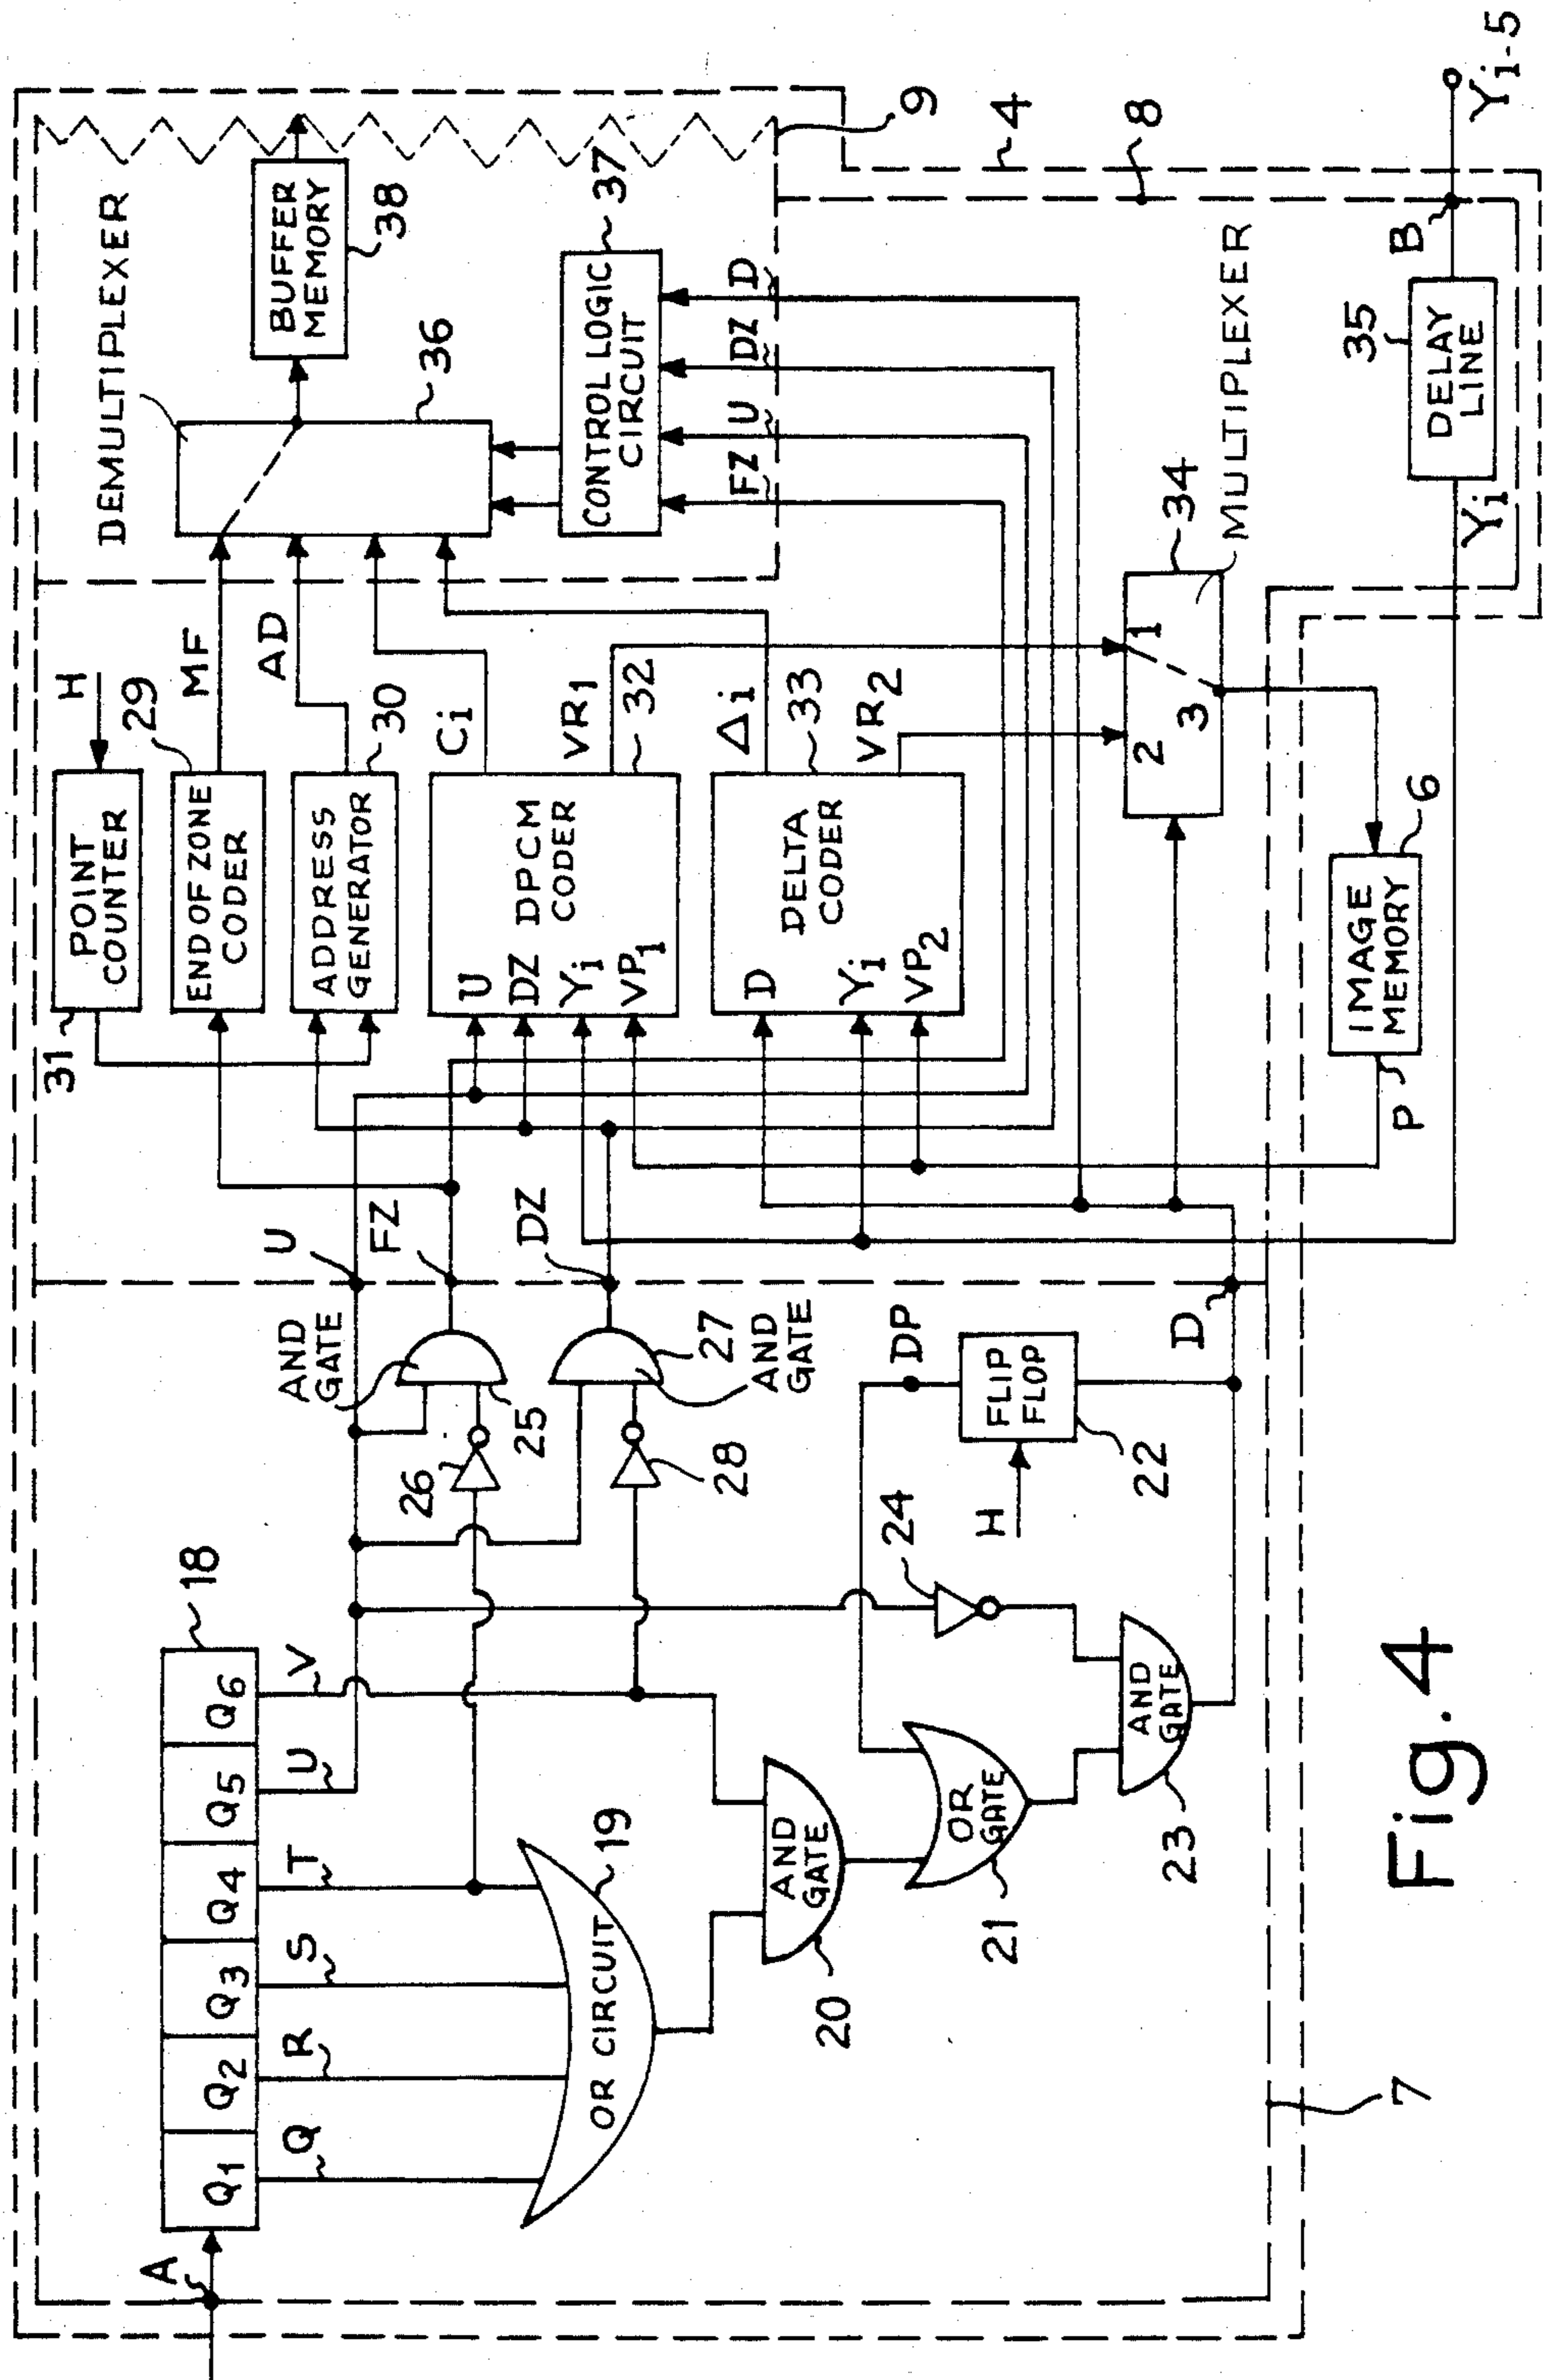 A
Q1 Q2 Q3 Q4 Q5 Q6
18
Q
R
S
T
U
V
OR CIRCUIT
19
AND
GATE
20
OR
GATE
21
AND
GATE
23
24
H
FLIP
FLOP
22
DP
D
26
25
AND
GATE
28
27
AND
GATE
U
FZ
DZ
7
31
POINT
COUNTER
H
END OF ZONE
CODER
29
MF
ADDRESS
GENERATOR
30
AD
U
DZ
Yi
VP1
DPCM
CODER
Ci
VR1
32
D
Yi
VP2
DELTA
CODER
Δi
33
VR2
P
IMAGE
MEMORY
6
1
2
3
34
MULTIPLEXER
DEMULTIPLEXER
36
BUFFER
MEMORY
38
CONTROL LOGIC
CIRCUIT
37
FZ
U
DZ
D
9
4
8
Yi
DELAY
LINE
35
B
Yi-5
Fig. 4